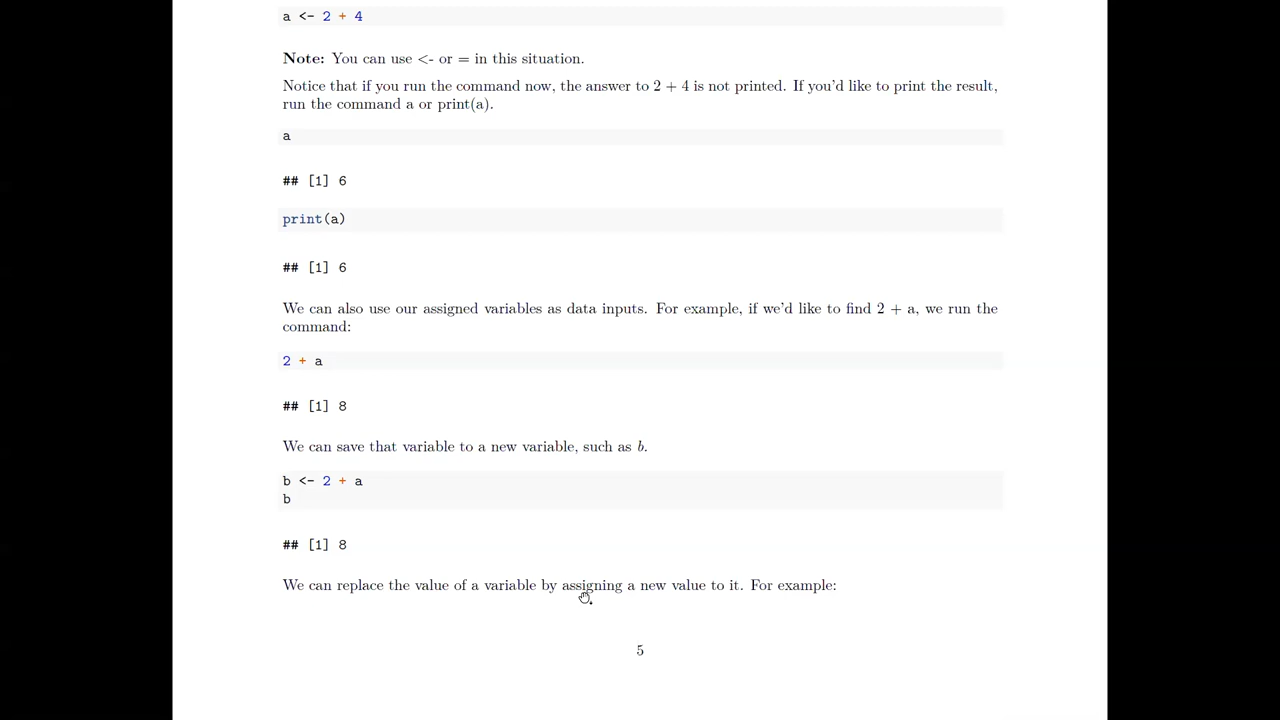 a <- 2 + 4
Note: You can use <- or = in this situation.
Notice that if you run the command now, the answer to 2 + 4 is not printed. If you'd like to print the result,
run the command a or print(a).
a
## [1] 6
print(a)
## [1] 6
We can also use our assigned variables as data inputs. For example, if we'd like to find 2 + a, we run the
command:
2 + a
## [1] 8
We can save that variable to a new variable, such as b.
b <- 2 + a
b
## [1] 8
We can replace the value of a variable by assigning a new value to it. For example:
5